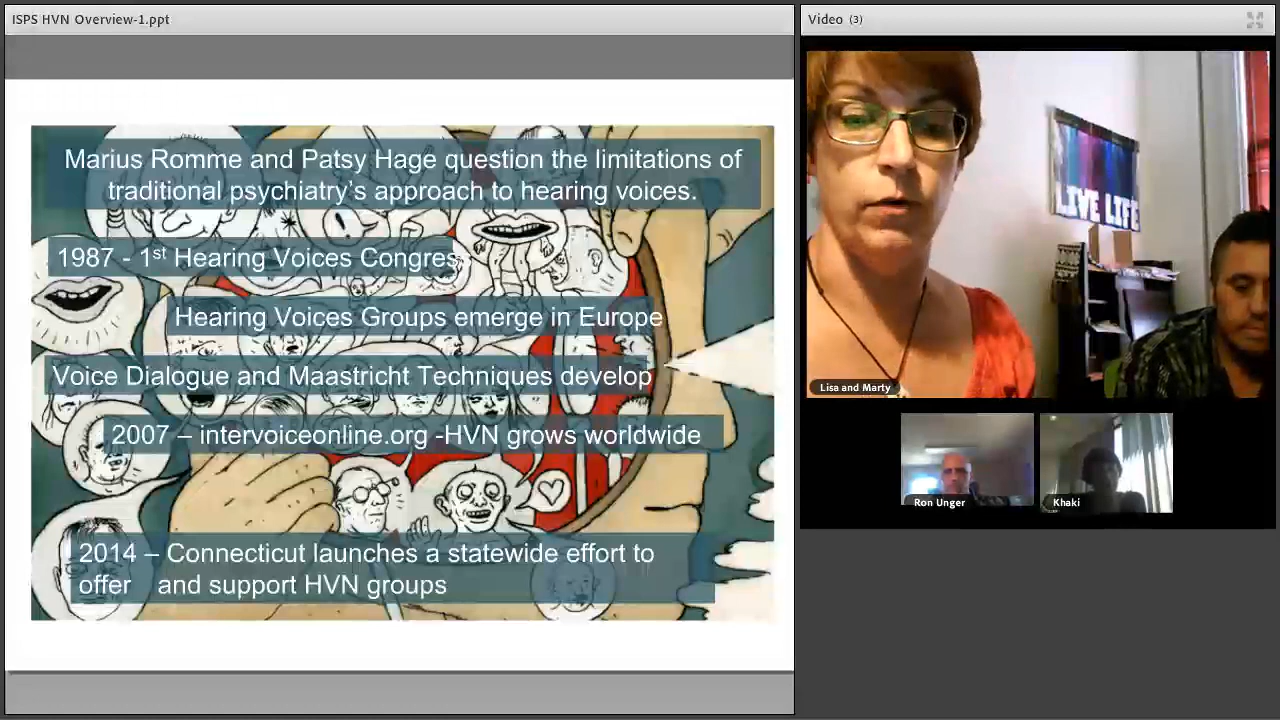 ISPS HVN Overview-1.ppt
Marius Romme and Patsy Hage question the limitations of
traditional psychiatry's approach to hearing voices.
1987 - 1st Hearing Voices Congres
Hearing Voices Groups emerge in Europe
Voice Dialogue and Maastricht Techniques develop
2007 – intervoiceonline.org -HVN grows worldwide
2014 – Connecticut launches a statewide effort to
offer and support HVN groups
Video (3)
LIVE LIFE
Lisa and Marty
Ron Unger
Khaki